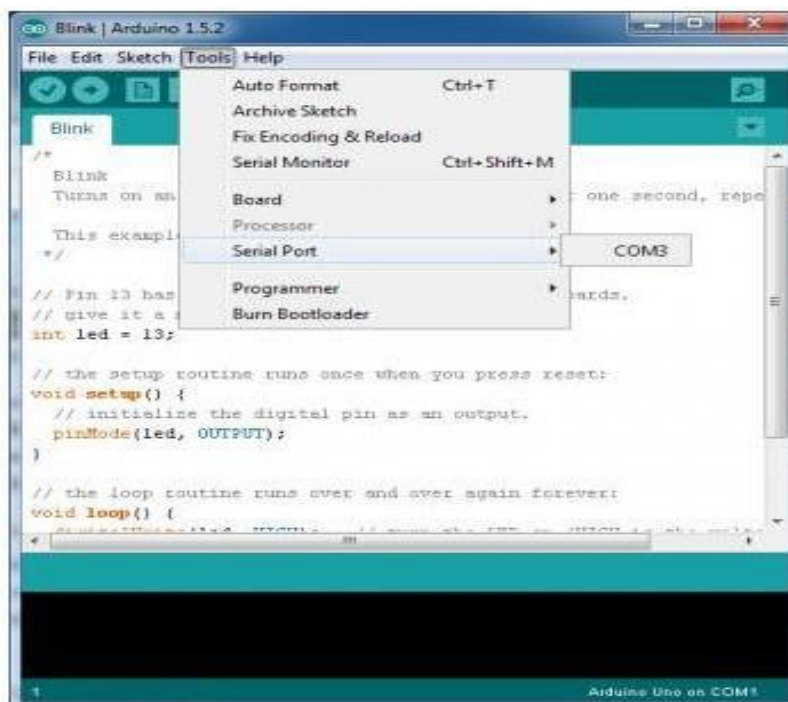 Blink | Arduino 1.5.2
File Edit Sketch Tools Help
Auto Format Ctrl+T
Archive Sketch
Fix Encoding & Reload
Serial Monitor Ctrl+Shift+M
Board
Processor
Serial Port
COM3
Programmer
Burn Bootloader
Blink
/*
Blink
Turns on an
one second, repe
This exampl
*/
// Pin 13 has
ards.
// give it a
int led = 13;
// the setup routine runs once when you press reset:
void setup() {
// initialize the digital pin as an output.
pinMode(led, OUTPUT);
}
// the loop routine runs over and over again forever:
void loop() {
1
Arduino Uno on COM1